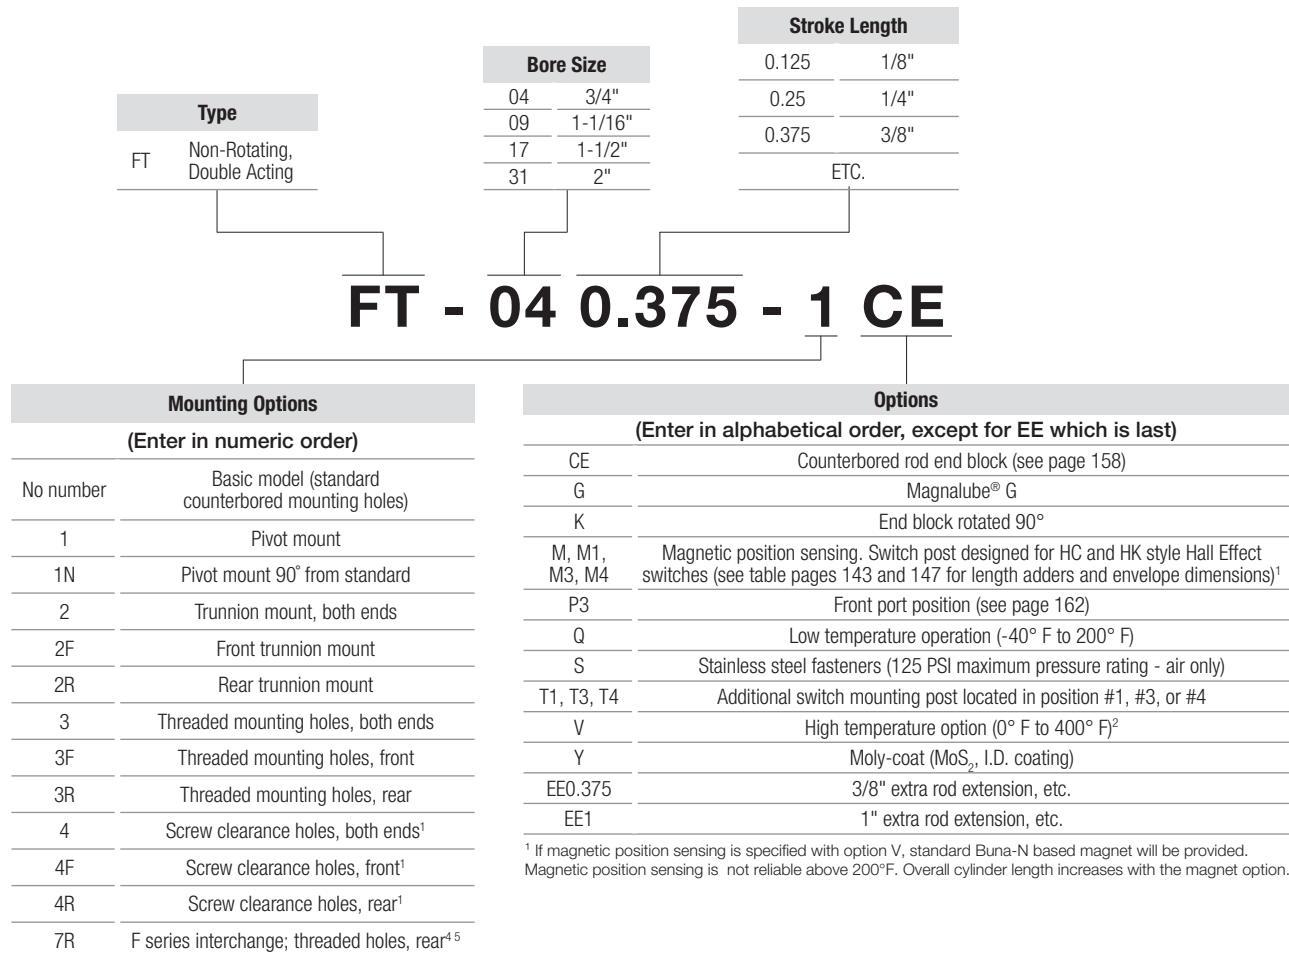 Stroke Length
0.125 1/8"
0.25 1/4"
0.375 3/8"
ETC.
Bore Size
04 3/4"
09 1-1/16"
17 1-1/2"
31 2"
Type
FT Non-Rotating,
Double Acting
FT - 04 0.375 - 1 CE
Mounting Options
(Enter in numeric order)
No number Basic model (standard
counterbored mounting holes)
1 Pivot mount
1N Pivot mount 90˚ from standard
2 Trunnion mount, both ends
2F Front trunnion mount
2R Rear trunnion mount
3 Threaded mounting holes, both ends
3F Threaded mounting holes, front
3R Threaded mounting holes, rear
4 Screw clearance holes, both ends¹
4F Screw clearance holes, front¹
4R Screw clearance holes, rear¹
7R F series interchange; threaded holes, rear⁴ ⁵
Options
(Enter in alphabetical order, except for EE which is last)
CE Counterbored rod end block (see page 158)
G Magnalube® G
K End block rotated 90°
M, M1, Magnetic position sensing. Switch post designed for HC and HK style Hall Effect
M3, M4 switches (see table pages 143 and 147 for length adders and envelope dimensions)¹
P3 Front port position (see page 162)
Q Low temperature operation (-40° F to 200° F)
S Stainless steel fasteners (125 PSI maximum pressure rating - air only)
T1, T3, T4 Additional switch mounting post located in position #1, #3, or #4
V High temperature option (0° F to 400° F)²
Y Moly-coat (MoS₂, I.D. coating)
EE0.375 3/8" extra rod extension, etc.
EE1 1" extra rod extension, etc.
¹ If magnetic position sensing is specified with option V, standard Buna-N based magnet will be provided.
Magnetic position sensing is not reliable above 200°F. Overall cylinder length increases with the magnet option.